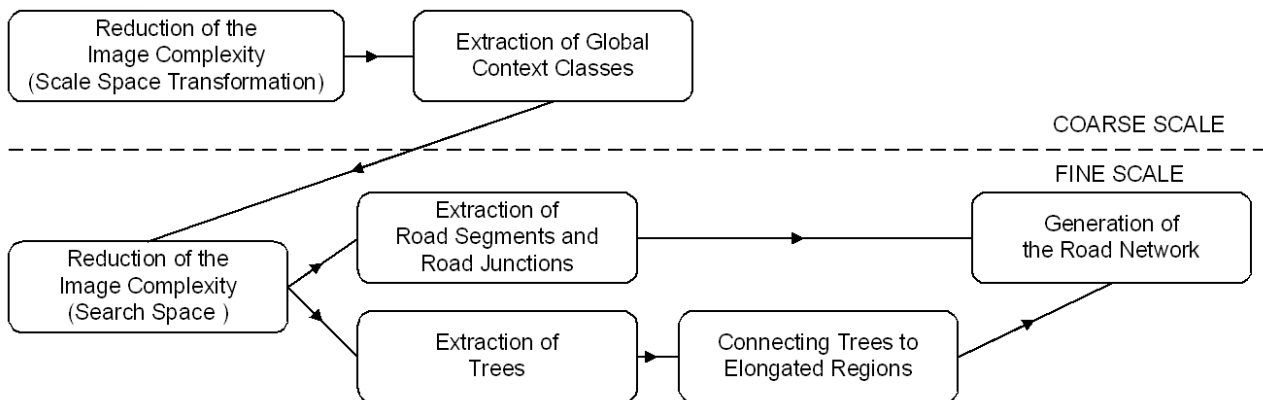 Reduction of the
Image Complexity
(Scale Space Transformation)
Extraction of Global
Context Classes
COARSE SCALE
FINE SCALE
Reduction of the
Image Complexity
(Search Space )
Extraction of
Road Segments and
Road Junctions
Generation of
the Road Network
Extraction of
Trees
Connecting Trees to
Elongated Regions